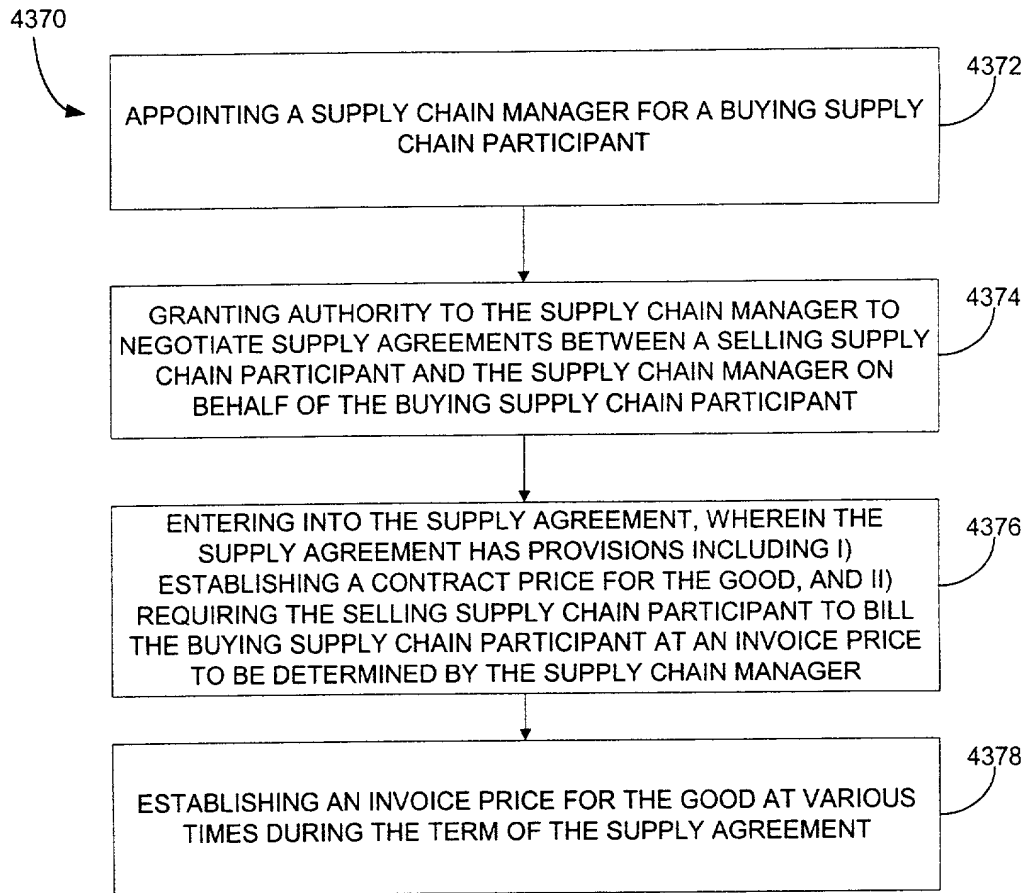 4370
4372
APPOINTING A SUPPLY CHAIN MANAGER FOR A BUYING SUPPLY
CHAIN PARTICIPANT
4374
GRANTING AUTHORITY TO THE SUPPLY CHAIN MANAGER TO
NEGOTIATE SUPPLY AGREEMENTS BETWEEN A SELLING SUPPLY
CHAIN PARTICIPANT AND THE SUPPLY CHAIN MANAGER ON
BEHALF OF THE BUYING SUPPLY CHAIN PARTICIPANT
4376
ENTERING INTO THE SUPPLY AGREEMENT, WHEREIN THE
SUPPLY AGREEMENT HAS PROVISIONS INCLUDING I)
ESTABLISHING A CONTRACT PRICE FOR THE GOOD, AND II)
REQUIRING THE SELLING SUPPLY CHAIN PARTICIPANT TO BILL
THE BUYING SUPPLY CHAIN PARTICIPANT AT AN INVOICE PRICE
TO BE DETERMINED BY THE SUPPLY CHAIN MANAGER
4378
ESTABLISHING AN INVOICE PRICE FOR THE GOOD AT VARIOUS
TIMES DURING THE TERM OF THE SUPPLY AGREEMENT